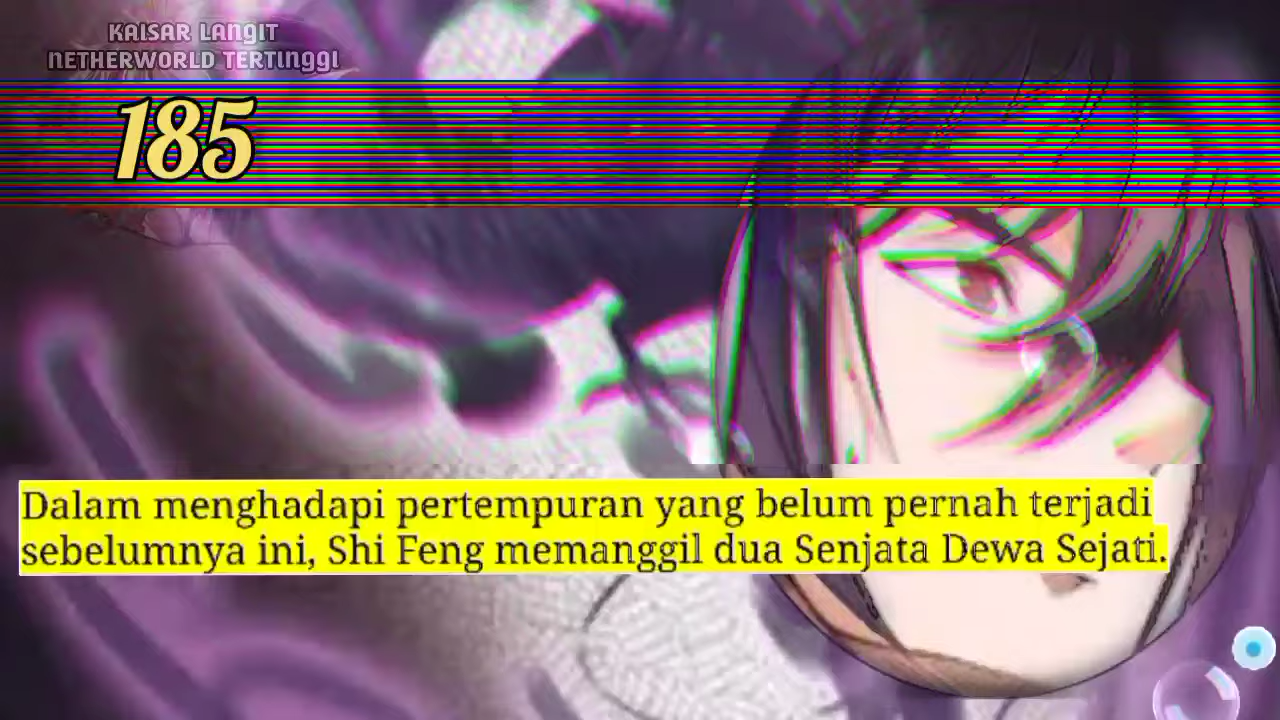 KAISAR LANGIT
NETHERWORLD TERTINGGI
185
Dalam menghadapi pertempuran yang belum pernah terjadi
sebelumnya ini, Shi Feng memanggil dua Senjata Dewa Sejati.